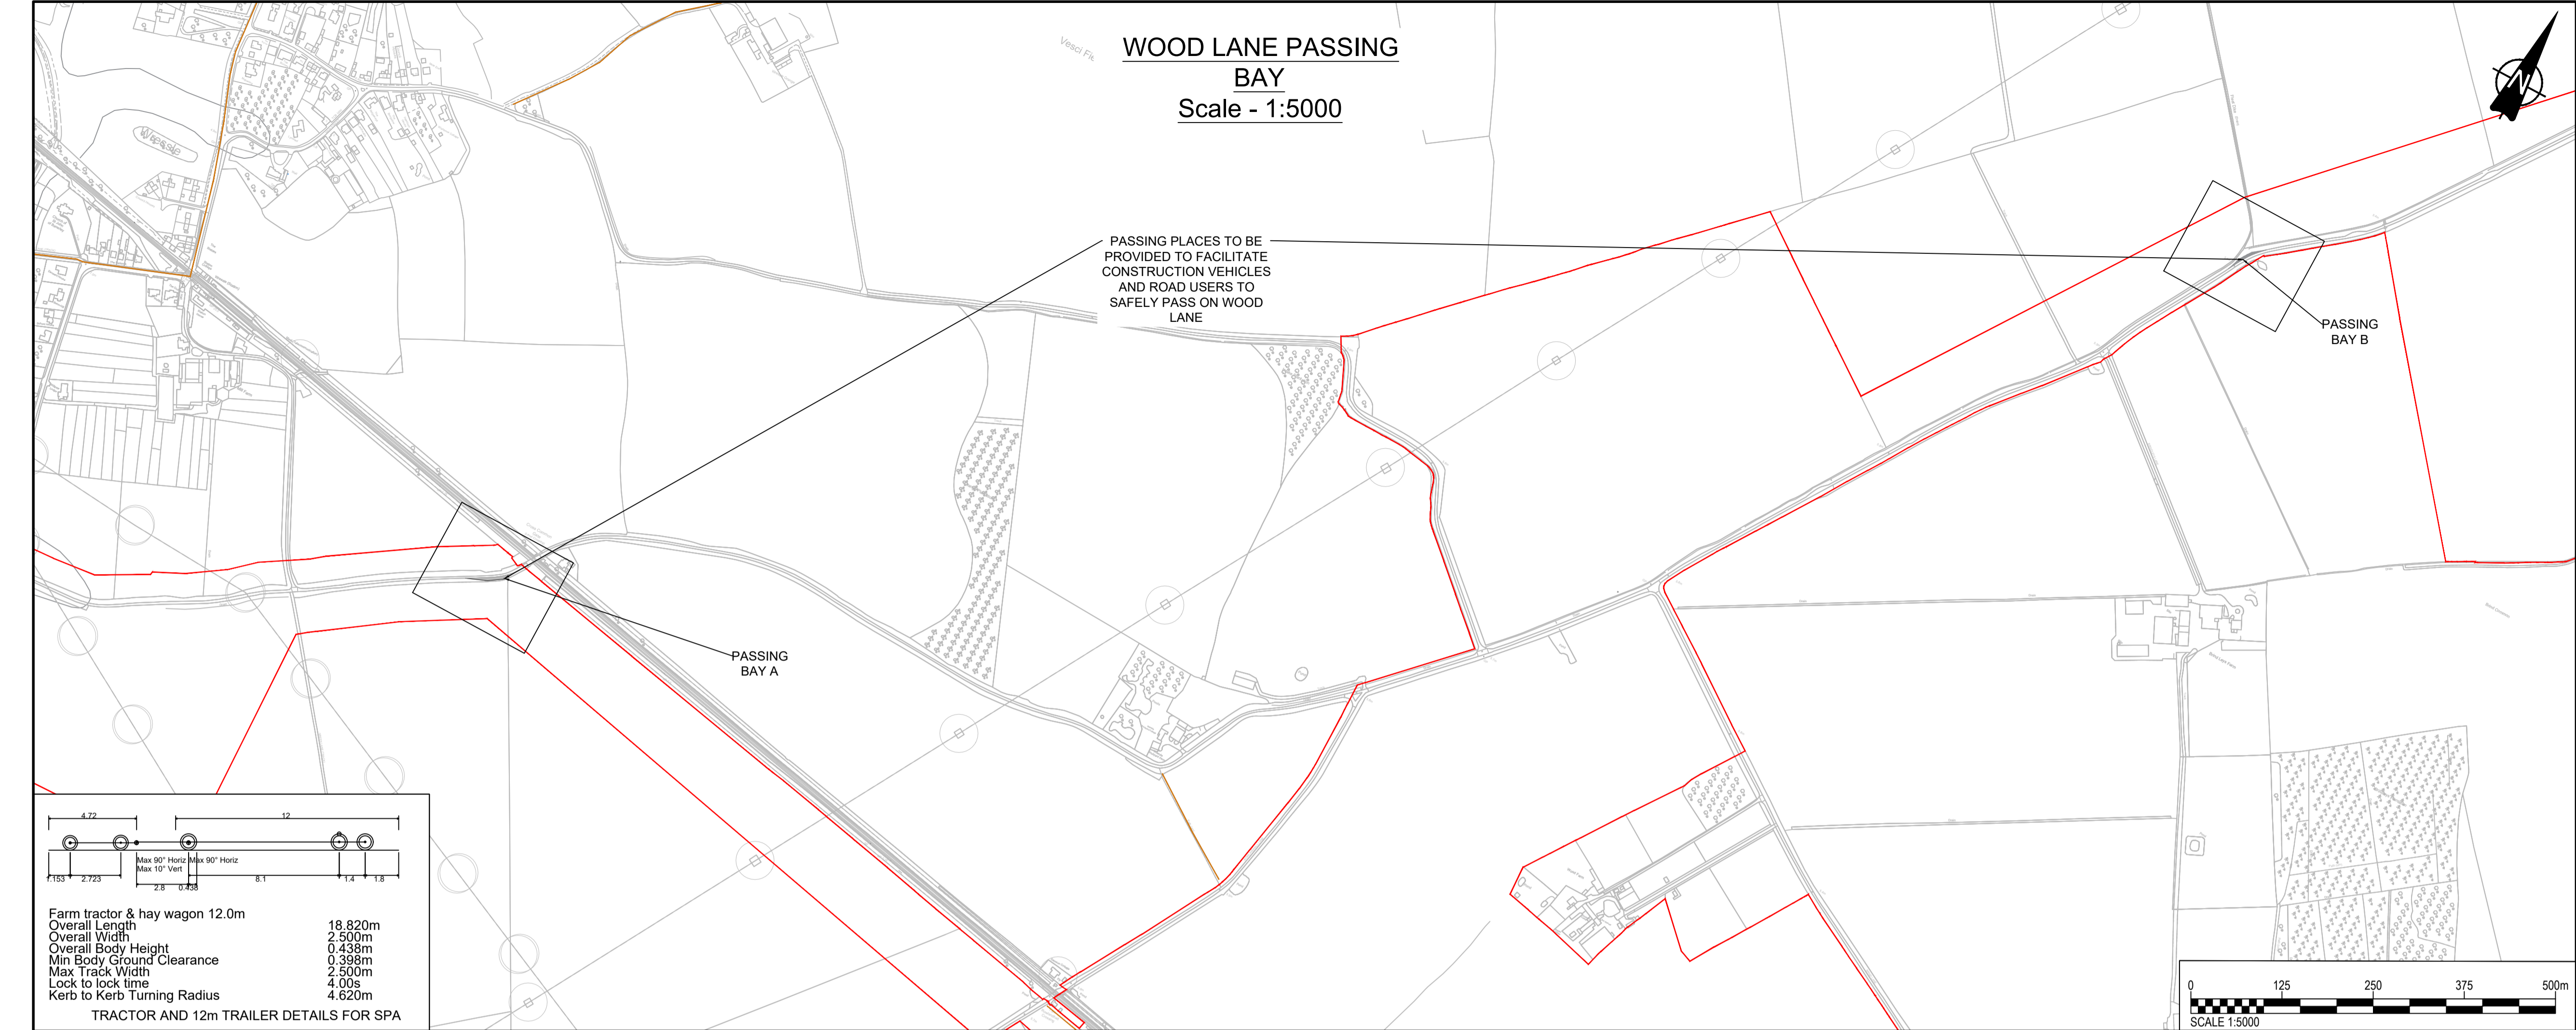 WOOD LANE PASSING
BAY
Scale - 1:5000
Vesci Fit
Wressle
N
PASSING PLACES TO BE
PROVIDED TO FACILITATE
CONSTRUCTION VEHICLES
AND ROAD USERS TO
SAFELY PASS ON WOOD
LANE
PASSING
BAY B
PASSING
BAY A
4.72
12
Max 90° Horiz Max 90° Horiz
Max 10° Vert
1.153
2.723
8.1
1.4
1.8
2.8
0.438
Farm tractor & hay wagon 12.0m
Overall Length 18.820m
Overall Width 2.500m
Overall Body Height 0.438m
Min Body Ground Clearance 0.398m
Max Track Width 2.500m
Lock to lock time 4.00s
Kerb to Kerb Turning Radius 4.620m
TRACTOR AND 12m TRAILER DETAILS FOR SPA
0 125 250 375 500m
SCALE 1:5000